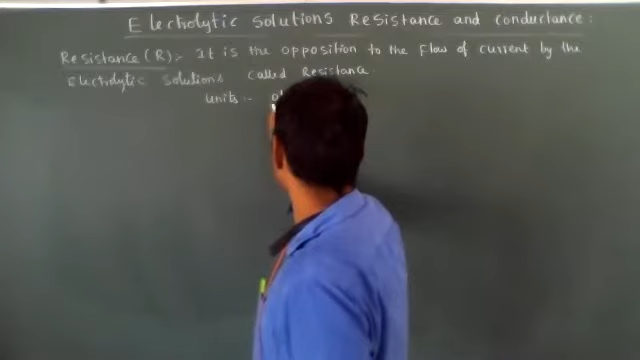 Electrolytic Solutions Resistance and conductance:
Resistance (R):- It is the opposition to the Flow of current by the
Electrolytic Solutions called Resistance.
units:-